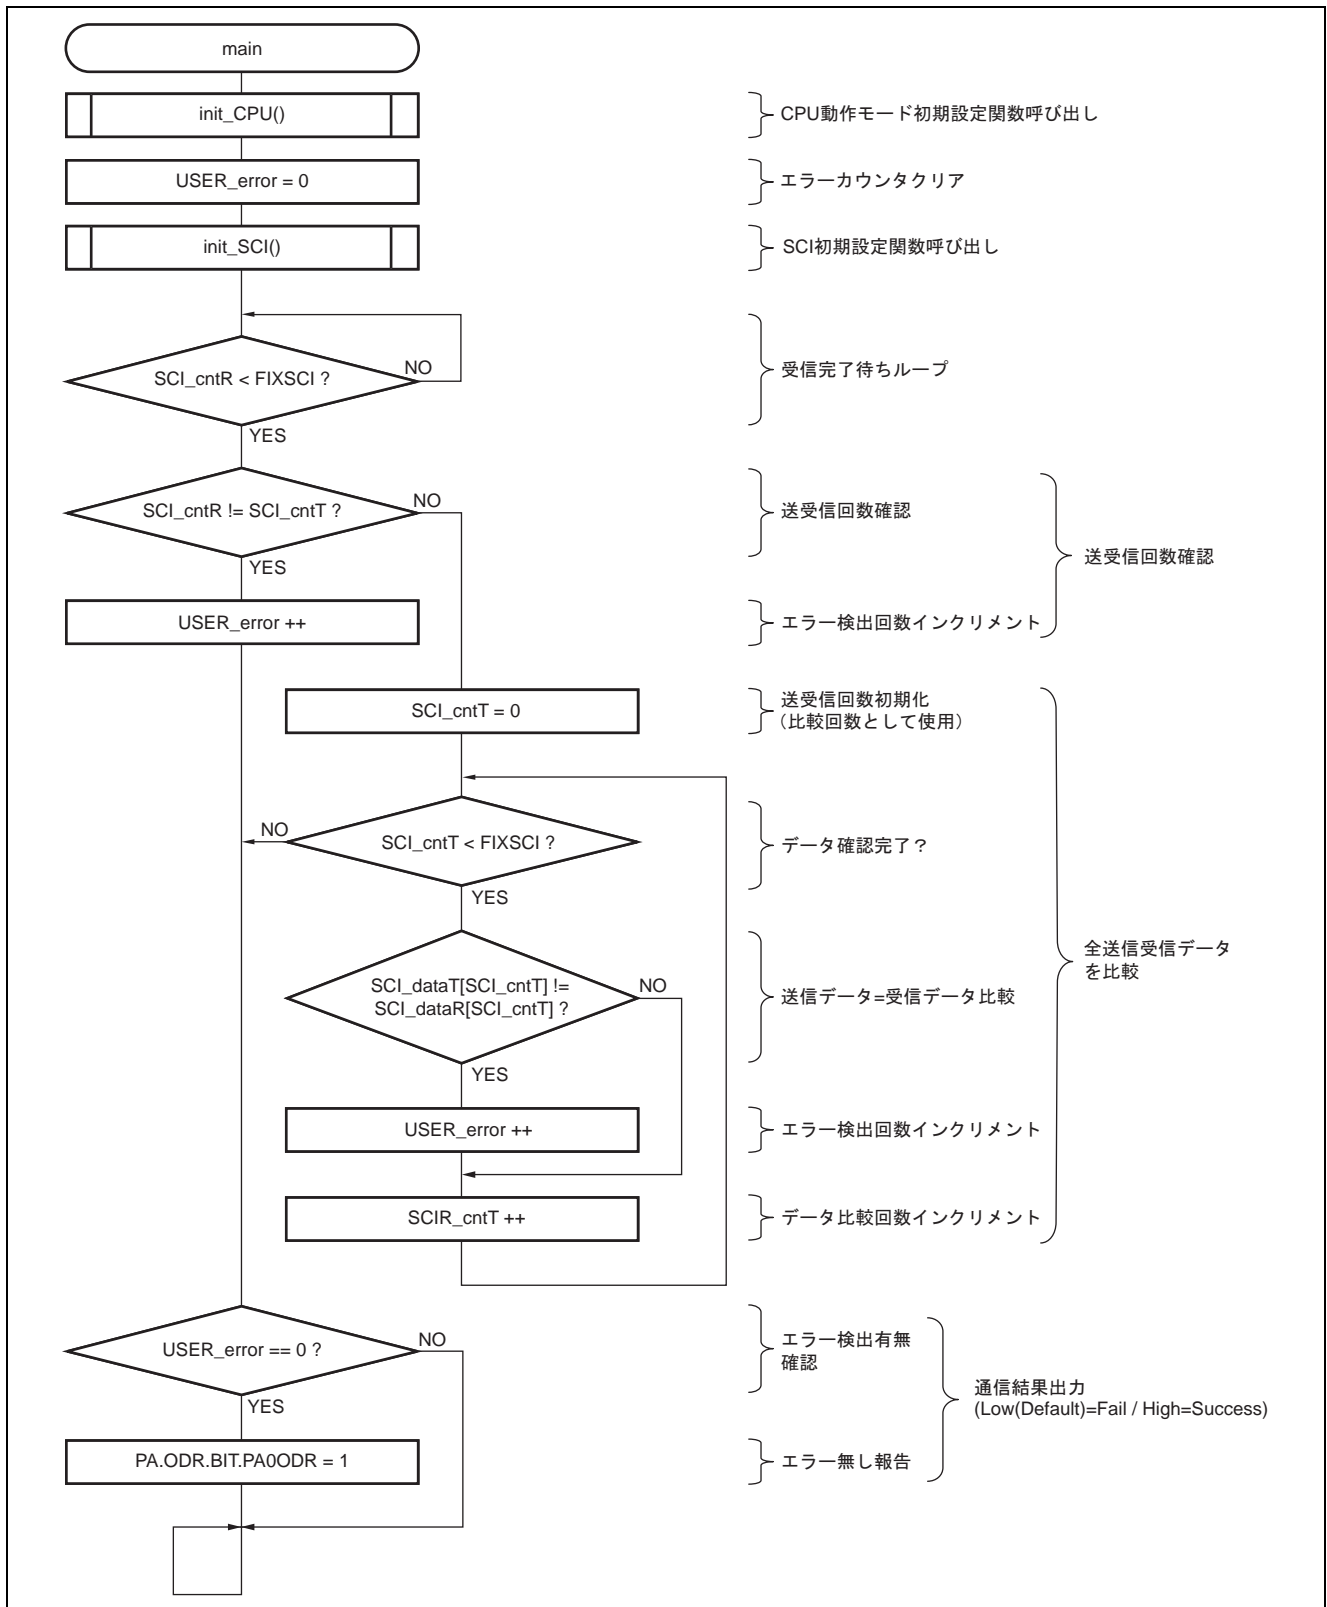 main
init_CPU()
CPU動作モード初期設定関数呼び出し
USER_error = 0
エラーカウンタクリア
init_SCI()
SCI初期設定関数呼び出し
SCI_cntR < FIXSCI ?
NO
受信完了待ちループ
YES
SCI_cntR != SCI_cntT ?
NO
送受信回数確認
送受信回数確認
YES
USER_error ++
エラー検出回数インクリメント
SCI_cntT = 0
送受信回数初期化
(比較回数として使用)
NO
SCI_cntT < FIXSCI ?
データ確認完了？
YES
全送信受信データ
を比較
SCI_dataT[SCI_cntT] !=
SCI_dataR[SCI_cntT] ?
NO
送信データ=受信データ比較
YES
USER_error ++
エラー検出回数インクリメント
SCIR_cntT ++
データ比較回数インクリメント
USER_error == 0 ?
NO
エラー検出有無
確認
YES
通信結果出力
(Low(Default)=Fail / High=Success)
PA.ODR.BIT.PA0ODR = 1
エラー無し報告